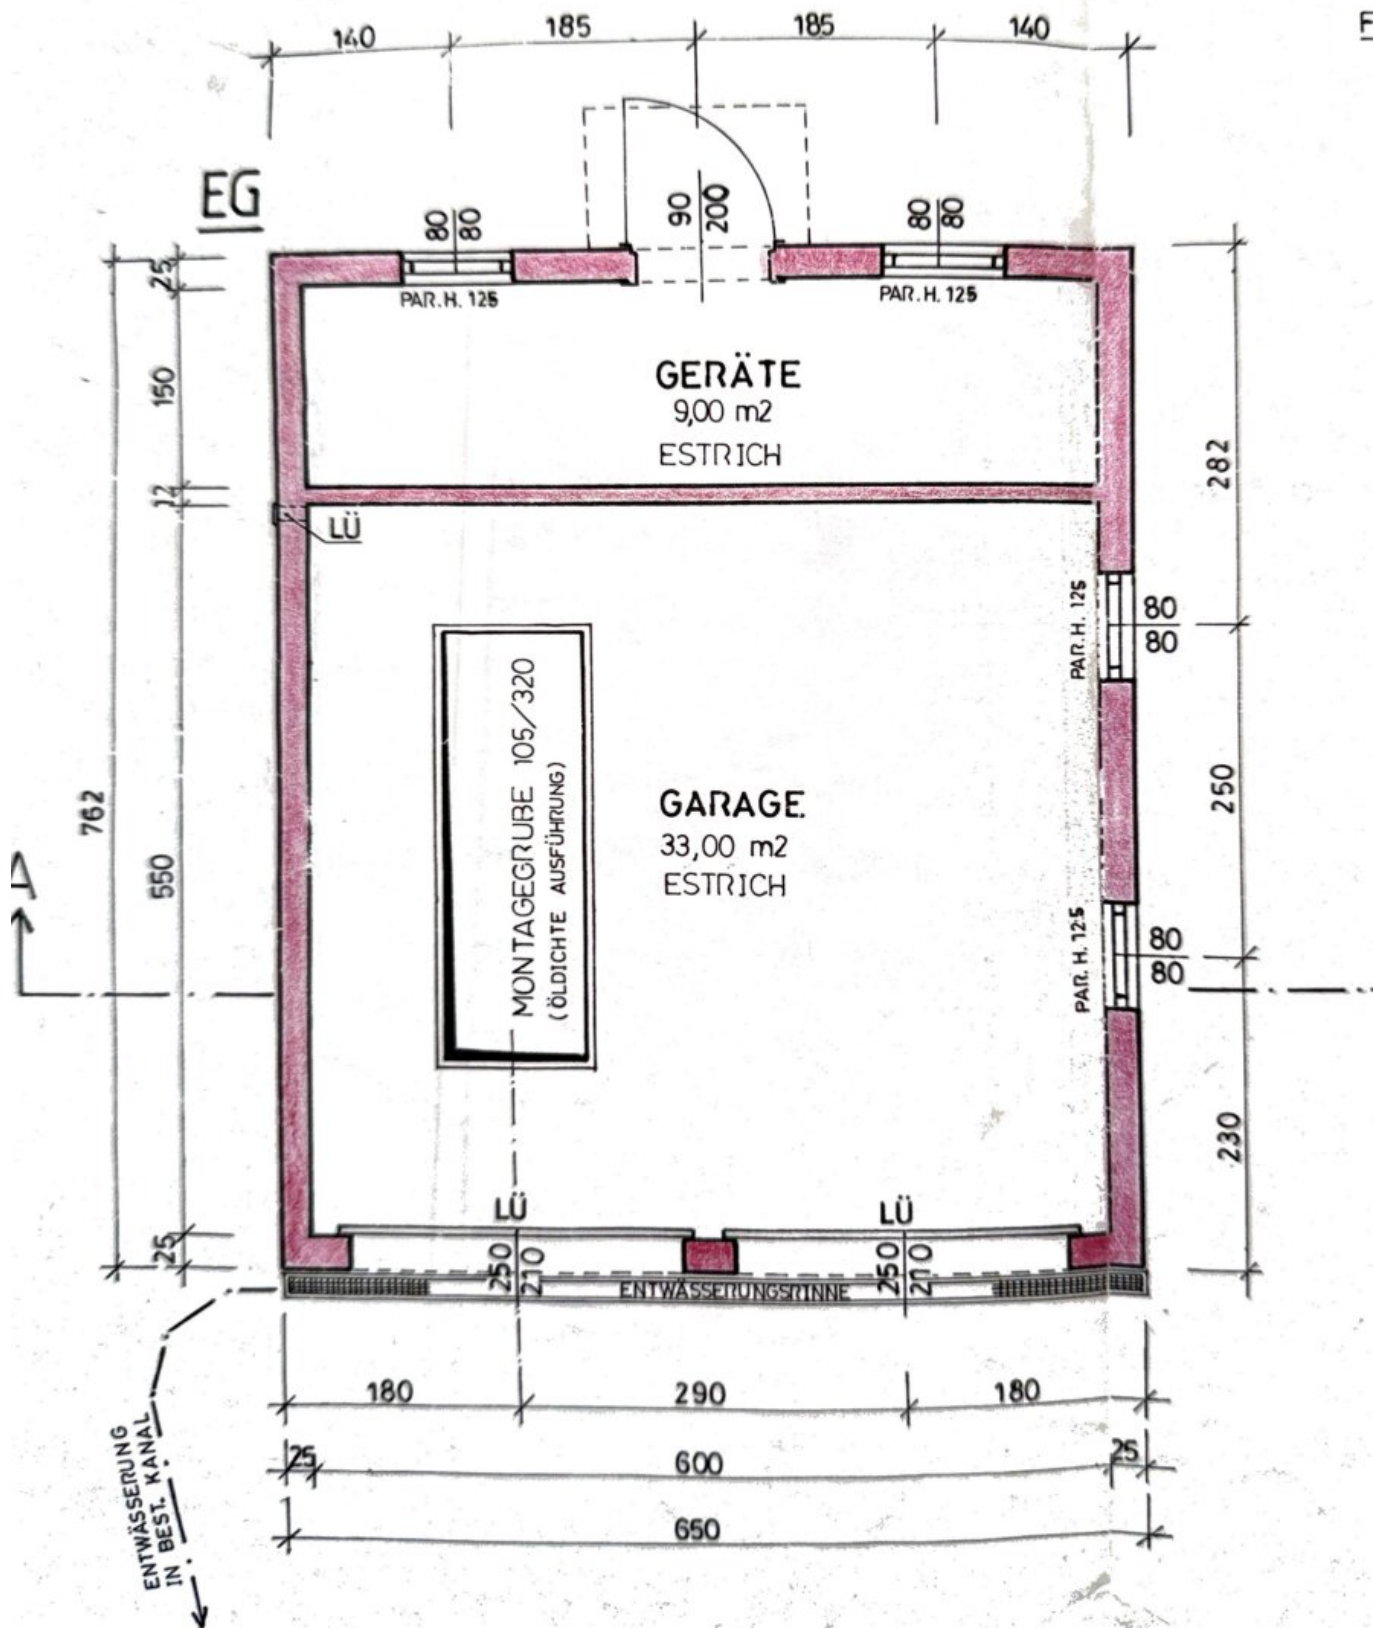 140 185 185 140
F
EG
80 80
90 200
80 80
PAR. H. 125
PAR. H. 125
25
150
12
762
550
25
GERÄTE
9,00 m2
ESTRICH
LÜ
282
PAR. H. 125
80
80
250
PAR. H. 125
80
80
230
MONTAGEGRUBE 105/320
(ÖLDICHTE AUSFÜHRUNG)
GARAGE
33,00 m2
ESTRICH
A
LÜ
LÜ
250 210
250 210
ENTWÄSSERUNGSRINNE
180 290 180
25 600 25
650
ENTWÄSSERUNG
IN BEST. KANAL